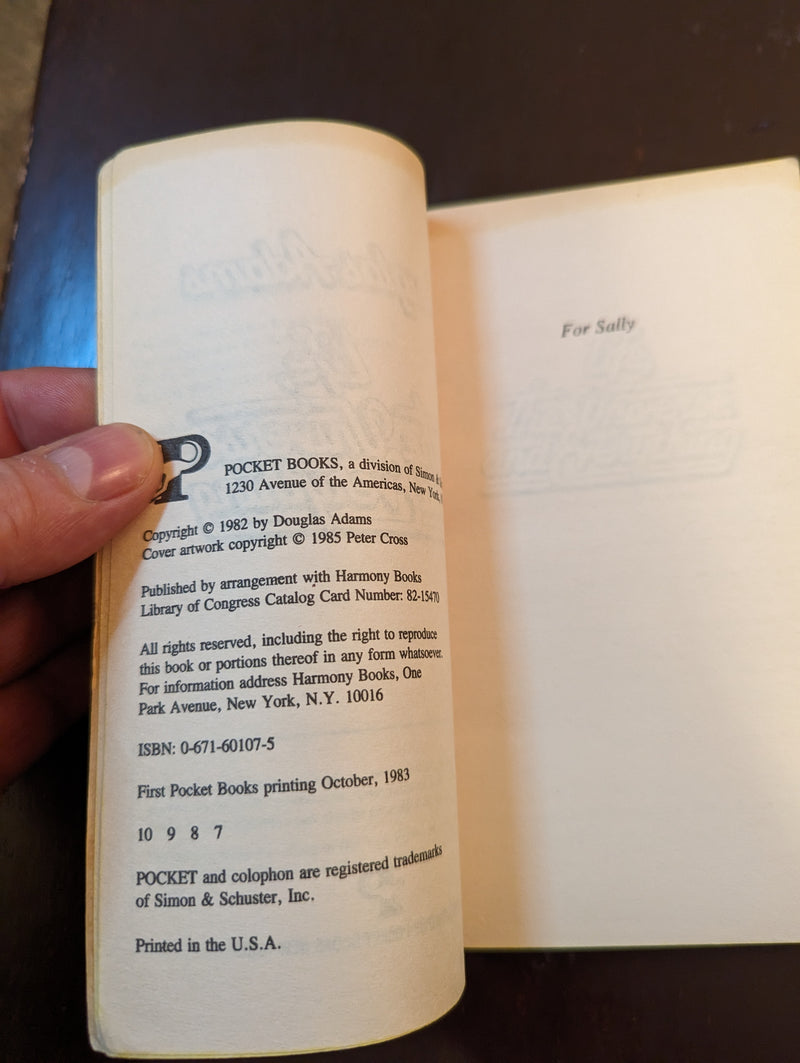 POCKET BOOKS, a division of Simon &
1230 Avenue of the Americas, New York,
Copyright © 1982 by Douglas Adams
Cover artwork copyright © 1985 Peter Cross
Published by arrangement with Harmony Books
Library of Congress Catalog Card Number: 82-15470
All rights reserved, including the right to reproduce
this book or portions thereof in any form whatsoever.
For information address Harmony Books, One
Park Avenue, New York, N.Y. 10016
ISBN: 0-671-60107-5
First Pocket Books printing October, 1983
10 9 8 7
POCKET and colophon are registered trademarks
of Simon & Schuster, Inc.
Printed in the U.S.A.
For Sally